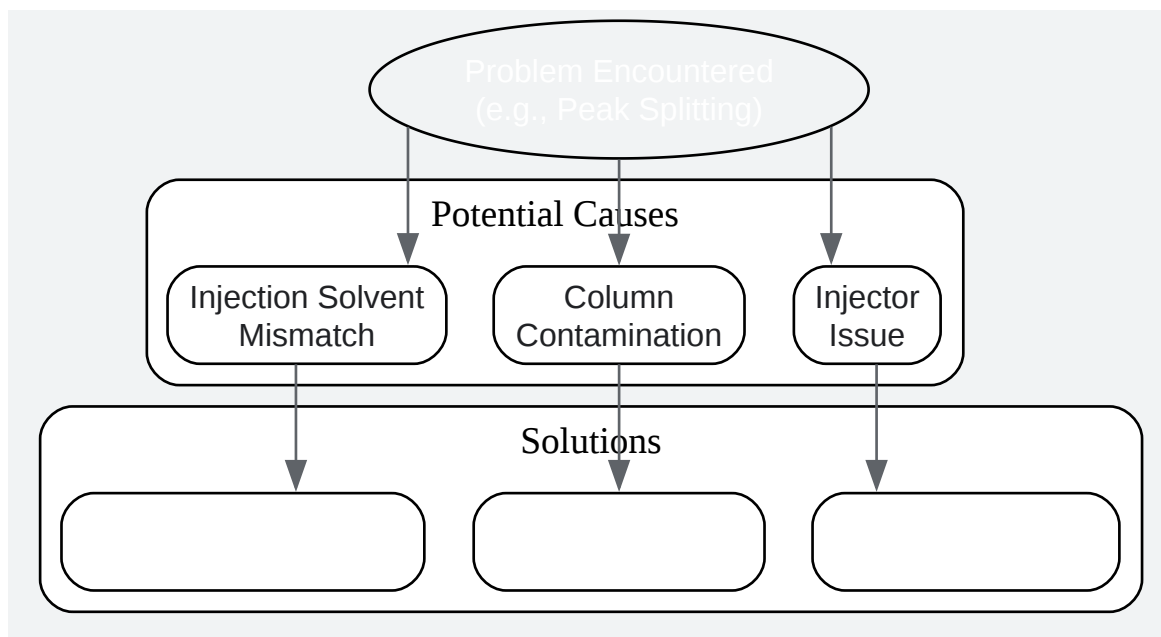 Problem Encountered
(e.g., Peak Splitting)
Potential Causes
Injection Solvent
Mismatch
Column
Contamination
Injector
Issue
Solutions